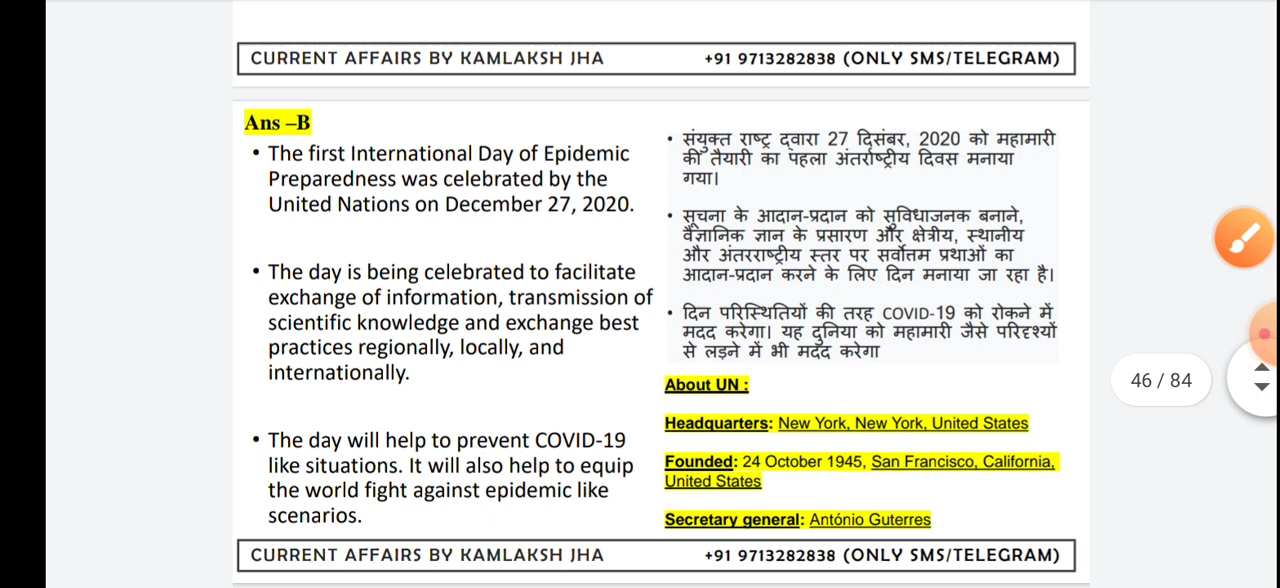 CURRENT AFFAIRS BY KAMLAKSH JHA +91 9713282838 (ONLY SMS/TELEGRAM)
Ans –B
• The first International Day of Epidemic
Preparedness was celebrated by the
United Nations on December 27, 2020.
• The day is being celebrated to facilitate
exchange of information, transmission of
scientific knowledge and exchange best
practices regionally, locally, and
internationally.
• The day will help to prevent COVID-19
like situations. It will also help to equip
the world fight against epidemic like
scenarios.
• संयुक्त राष्ट्र द्वारा 27 दिसंबर, 2020 को महामारी
की तैयारी का पहला अंतर्राष्ट्रीय दिवस मनाया
गया।
• सूचना के आदान-प्रदान को सुविधाजनक बनाने,
वैज्ञानिक ज्ञान के प्रसारण और क्षेत्रीय, स्थानीय
और अंतरराष्ट्रीय स्तर पर सर्वोत्तम प्रथाओं का
आदान-प्रदान करने के लिए दिन मनाया जा रहा है।
• दिन परिस्थितियों की तरह COVID-19 को रोकने में
मदद करेगा। यह दुनिया को महामारी जैसे परिदृश्यों
से लड़ने में भी मदद करेगा
About UN :
Headquarters: New York, New York, United States
Founded: 24 October 1945, San Francisco, California,
United States
Secretary general: António Guterres
46 / 84
CURRENT AFFAIRS BY KAMLAKSH JHA +91 9713282838 (ONLY SMS/TELEGRAM)